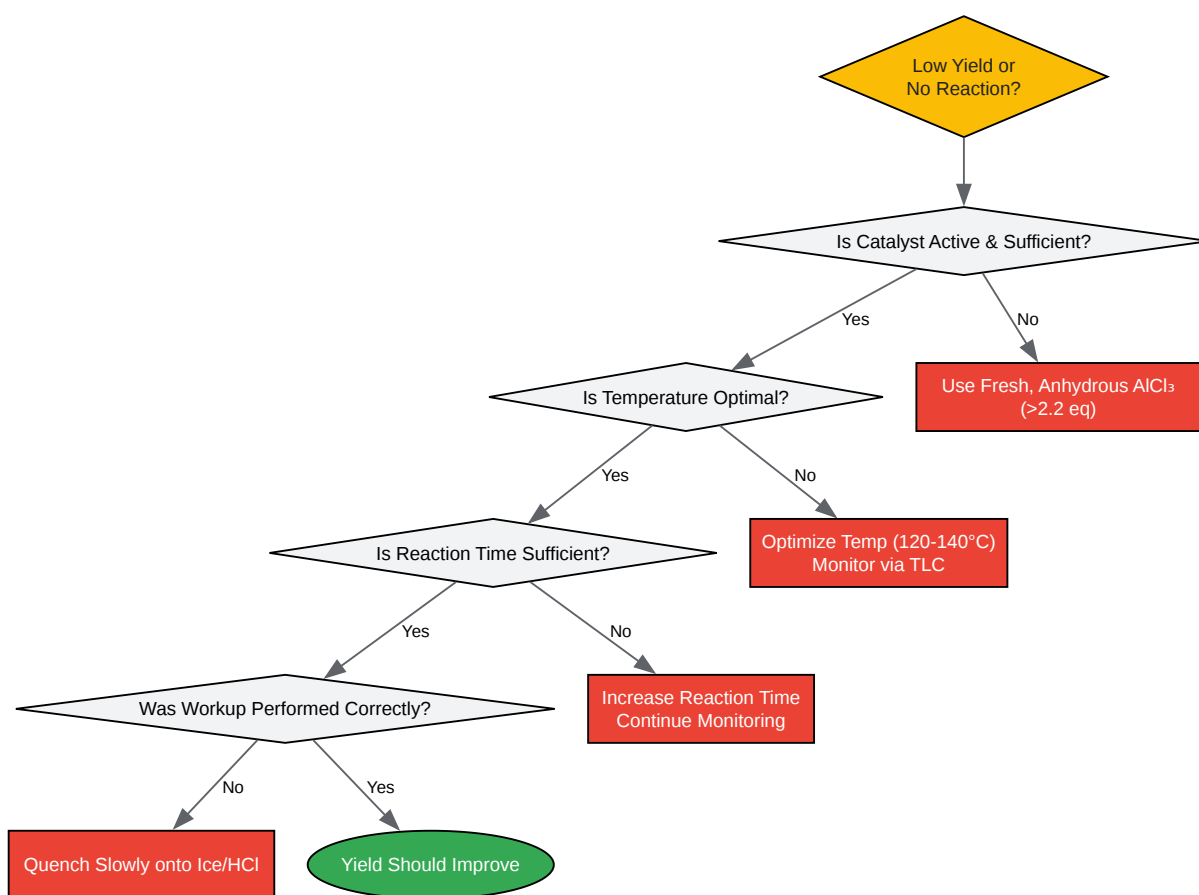 Low Yield or
No Reaction?
Is Catalyst Active & Sufficient?
Yes
No
Is Temperature Optimal?
Use Fresh, Anhydrous AlCl₃
(>2.2 eq)
Yes
No
Is Reaction Time Sufficient?
Optimize Temp (120-140°C)
Monitor via TLC
Yes
No
Was Workup Performed Correctly?
Increase Reaction Time
Continue Monitoring
No
Yes
Quench Slowly onto Ice/HCl
Yield Should Improve